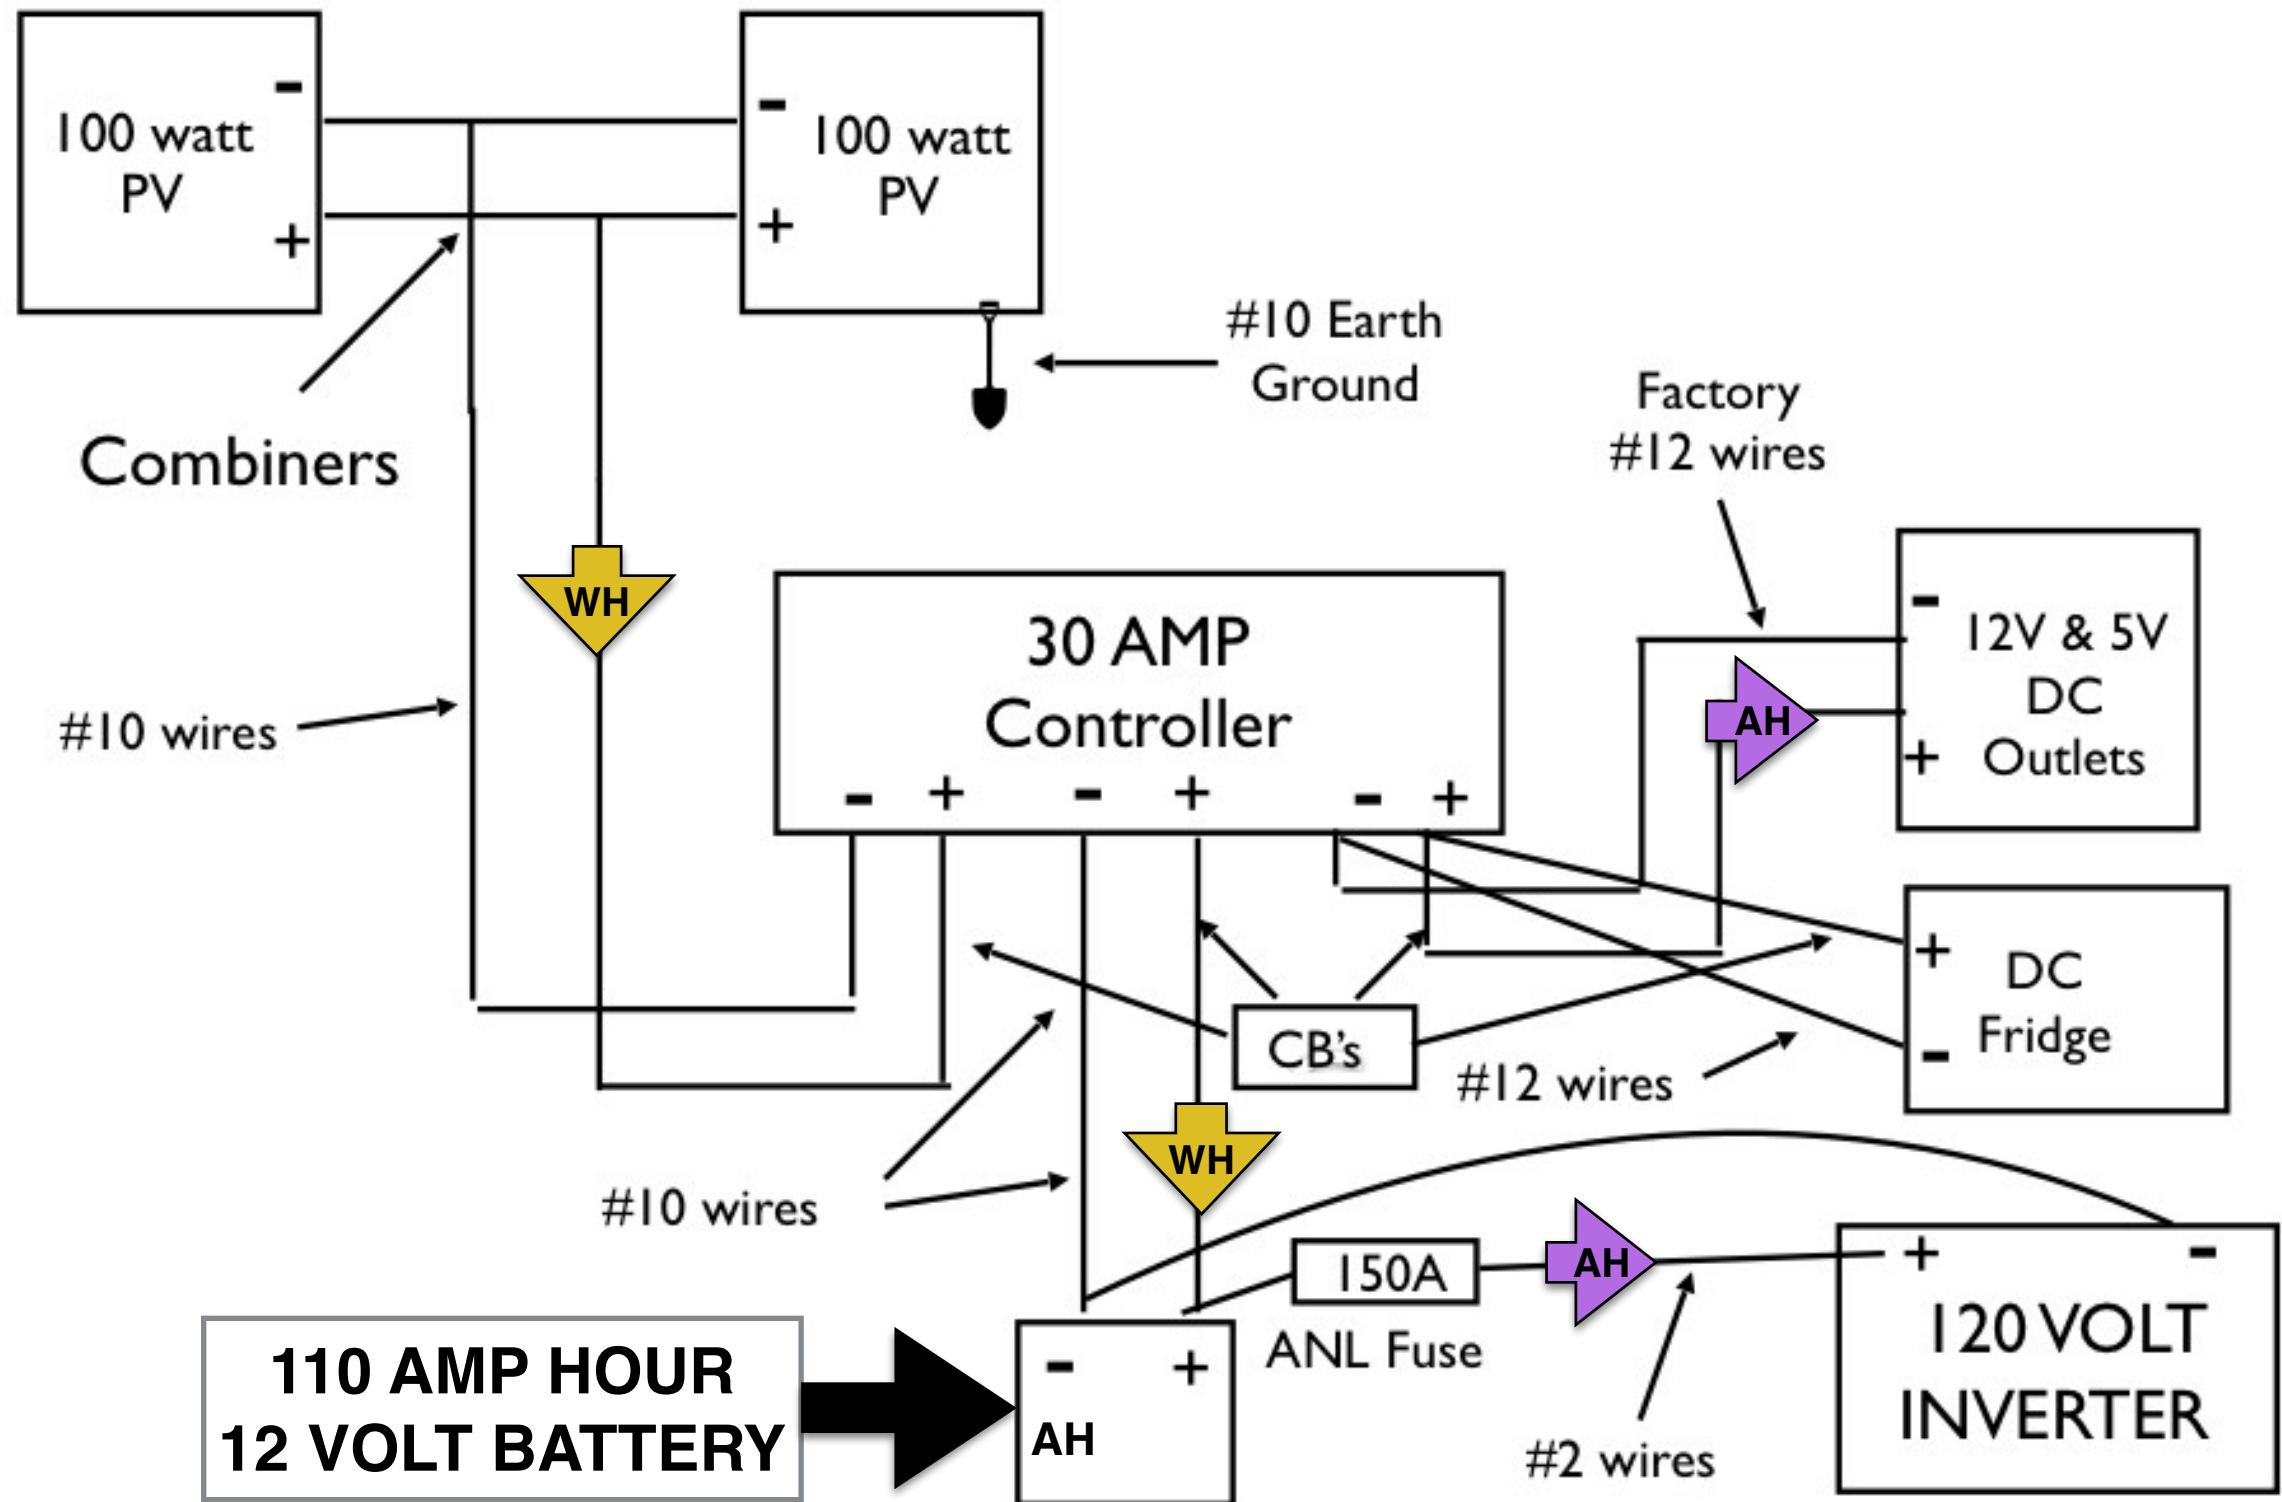 -
100 watt
PV
+
-
100 watt
PV
+
#10 Earth
Ground
Combiners
Factory
#12 wires
WH
#10 wires
30 AMP
Controller
- + - + - +
-
12V & 5V
DC
Outlets
+
AH
CB's
#12 wires
+
DC
Fridge
-
#10 wires
WH
150A
ANL Fuse
AH
#2 wires
+ -
120 VOLT
INVERTER
110 AMP HOUR
12 VOLT BATTERY
- +
AH